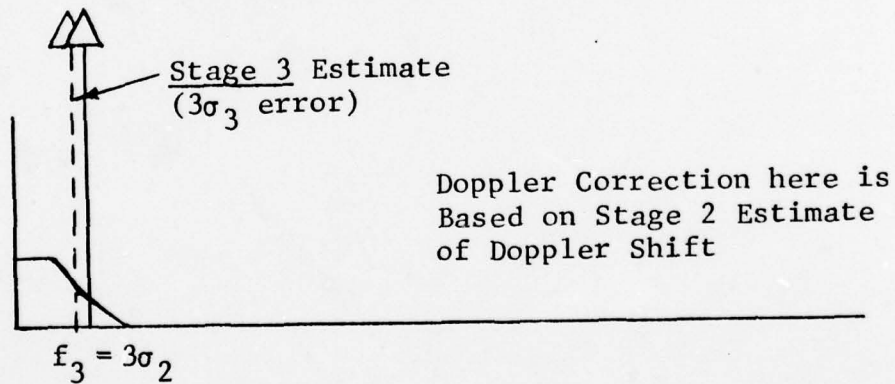 Stage 3 Estimate
(3σ₃ error)
Doppler Correction here is
Based on Stage 2 Estimate
of Doppler Shift
f₃ = 3σ₂